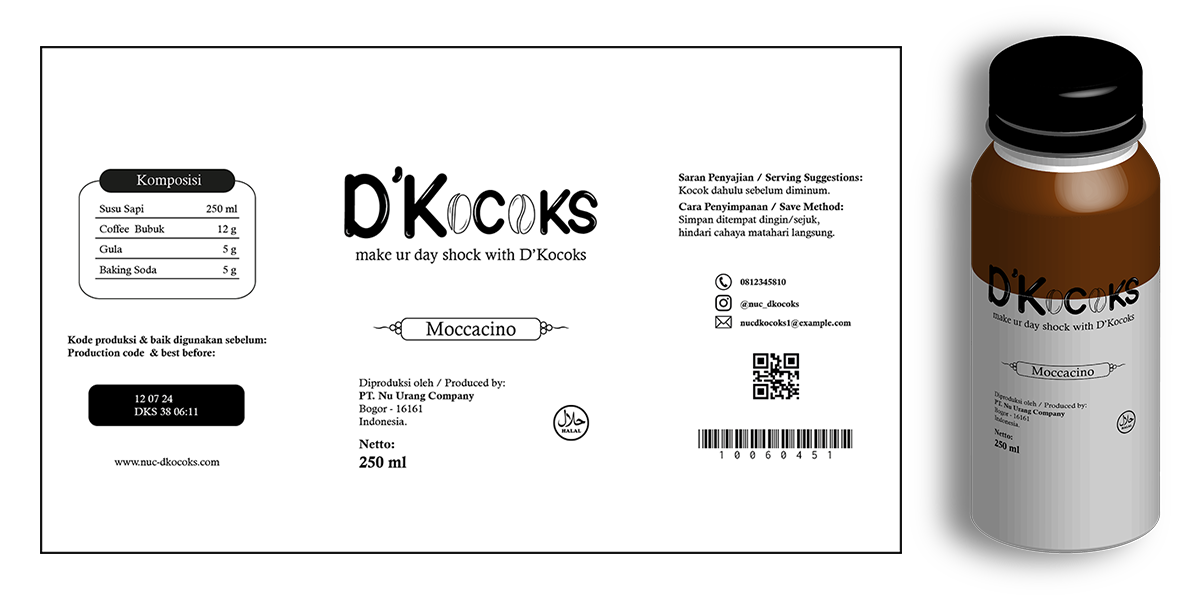 Komposisi
Susu Sapi 250 ml
Coffee Bubuk 12 g
Gula 5 g
Baking Soda 5 g
Kode produksi & baik digunakan sebelum:
Production code & best before:
12 07 24
DKS 38 06:11
www.nuc-dkocoks.com
D'Kocoks
make ur day shock with D'Kocoks
Moccacino
Diproduksi oleh / Produced by:
PT. Nu Urang Company
Bogor - 16161
Indonesia.
Netto:
250 ml
حلال
HALAL
Saran Penyajian / Serving Suggestions:
Kocok dahulu sebelum diminum.
Cara Penyimpanan / Save Method:
Simpan ditempat dingin/sejuk,
hindari cahaya matahari langsung.
0812345810
@nuc_dkocoks
nucdkocoks1@example.com
10060451
D'Kocoks
make ur day shock with D'Kocoks
Moccacino
Diproduksi oleh / Produced by:
PT. Nu Urang Company
Bogor - 16161
Indonesia.
Netto:
250 ml
حلال
HALAL